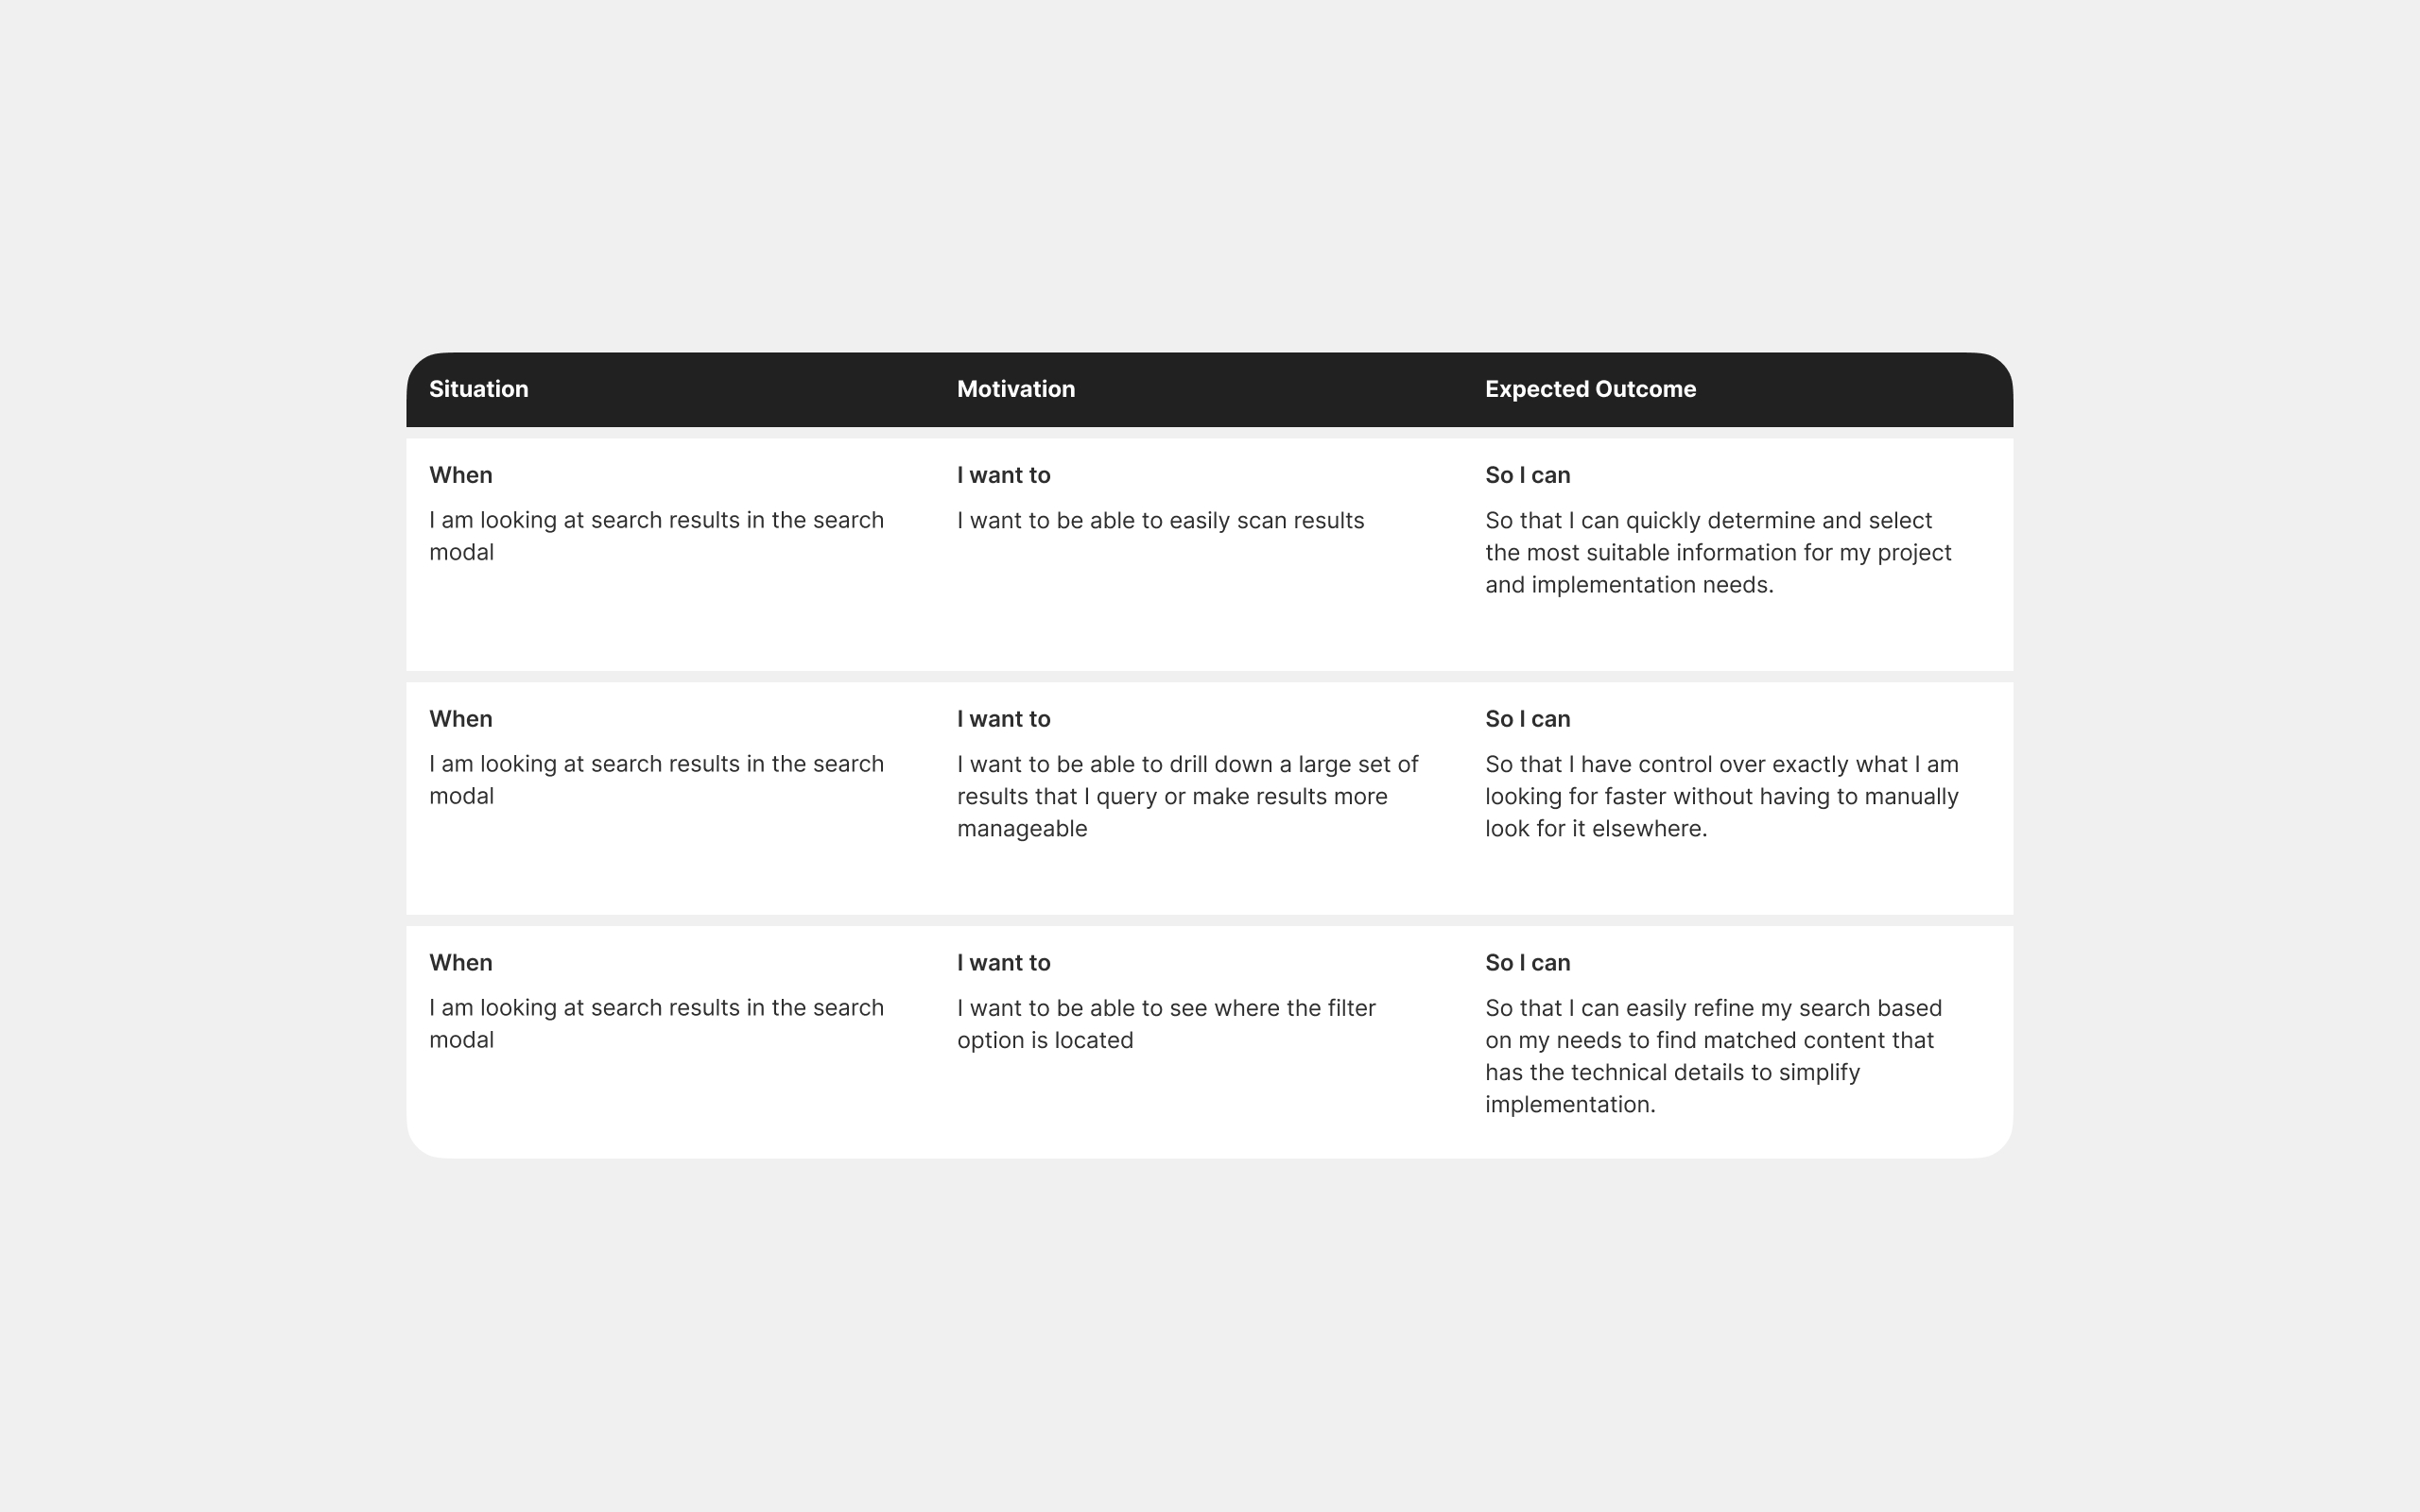 Situation
Motivation
Expected Outcome
When
I am looking at search results in the search
modal
I want to
I want to be able to easily scan results
So I can
So that I can quickly determine and select
the most suitable information for my project
and implementation needs.
When
I am looking at search results in the search
modal
I want to
I want to be able to drill down a large set of
results that I query or make results more
manageable
So I can
So that I have control over exactly what I am
looking for faster without having to manually
look for it elsewhere.
When
I am looking at search results in the search
modal
I want to
I want to be able to see where the filter
option is located
So I can
So that I can easily refine my search based
on my needs to find matched content that
has the technical details to simplify
implementation.